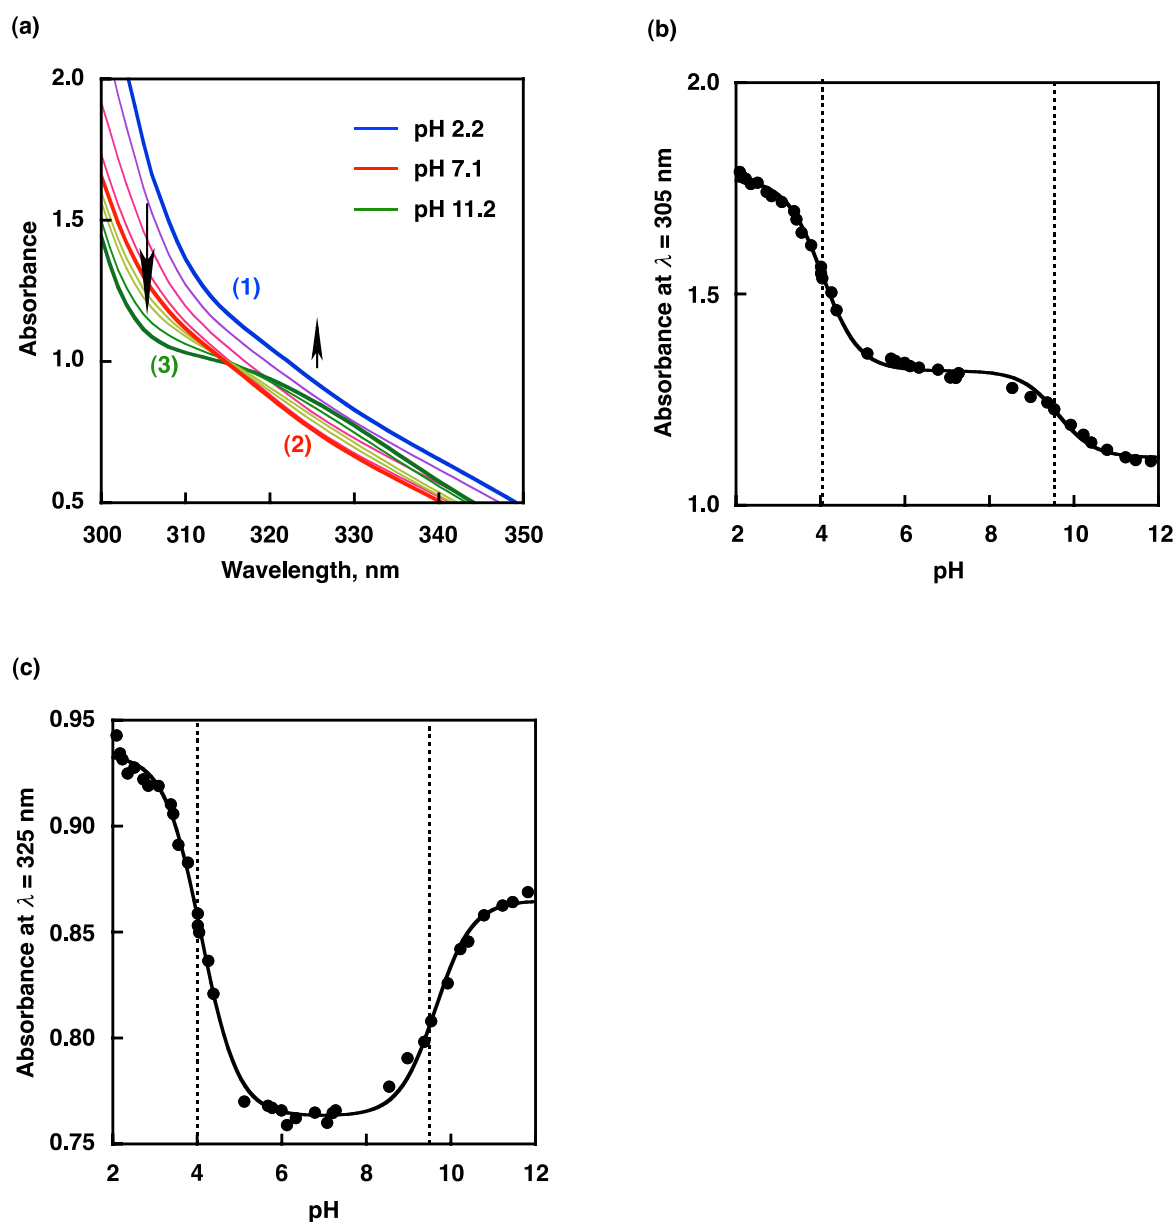 (a)
2.0
1.5
1.0
0.5
Absorbance
pH 2.2
pH 7.1
pH 11.2
(1)
(2)
(3)
300 310 320 330 340 350
Wavelength, nm
(b)
2.0
1.5
1.0
Absorbance at λ = 305 nm
2 4 6 8 10 12
pH
(c)
0.95
0.90
0.85
0.80
0.75
Absorbance at λ = 325 nm
2 4 6 8 10 12
pH